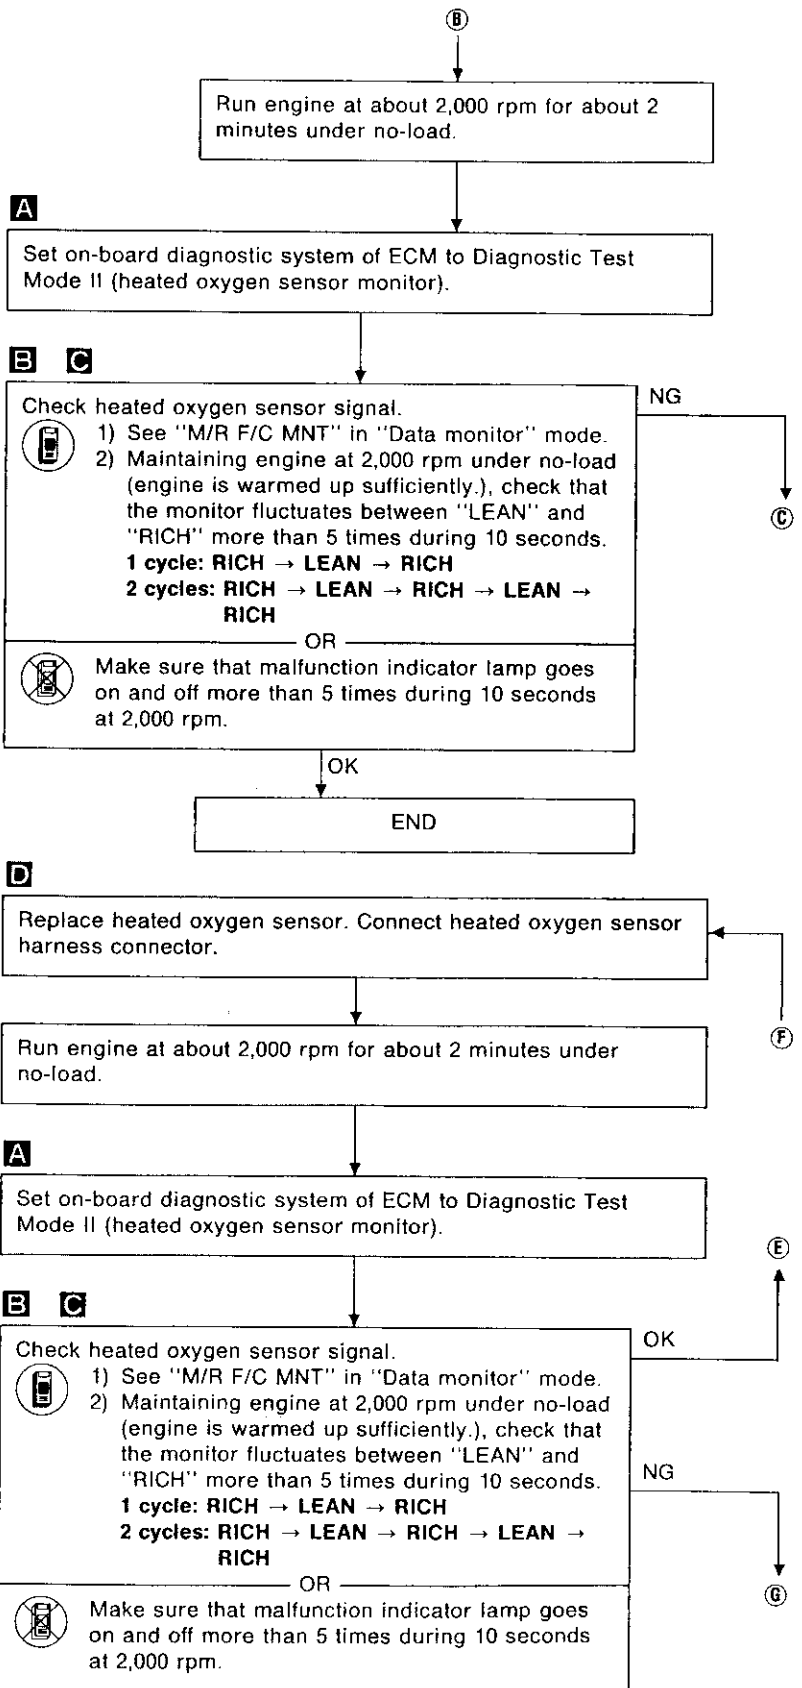 B
Run engine at about 2,000 rpm for about 2
minutes under no-load.
A
Set on-board diagnostic system of ECM to Diagnostic Test
Mode II (heated oxygen sensor monitor).
B C
NG
Check heated oxygen sensor signal.
1) See "M/R F/C MNT" in "Data monitor" mode.
2) Maintaining engine at 2,000 rpm under no-load
(engine is warmed up sufficiently.), check that
the monitor fluctuates between "LEAN" and
"RICH" more than 5 times during 10 seconds.
1 cycle: RICH → LEAN → RICH
2 cycles: RICH → LEAN → RICH → LEAN →
RICH
C
OR
Make sure that malfunction indicator lamp goes
on and off more than 5 times during 10 seconds
at 2,000 rpm.
OK
END
D
Replace heated oxygen sensor. Connect heated oxygen sensor
harness connector.
F
Run engine at about 2,000 rpm for about 2 minutes under
no-load.
A
Set on-board diagnostic system of ECM to Diagnostic Test
Mode II (heated oxygen sensor monitor).
E
B C
OK
Check heated oxygen sensor signal.
1) See "M/R F/C MNT" in "Data monitor" mode.
2) Maintaining engine at 2,000 rpm under no-load
(engine is warmed up sufficiently.), check that
the monitor fluctuates between "LEAN" and
"RICH" more than 5 times during 10 seconds.
NG
1 cycle: RICH → LEAN → RICH
2 cycles: RICH → LEAN → RICH → LEAN →
RICH
OR
G
Make sure that malfunction indicator lamp goes
on and off more than 5 times during 10 seconds
at 2,000 rpm.